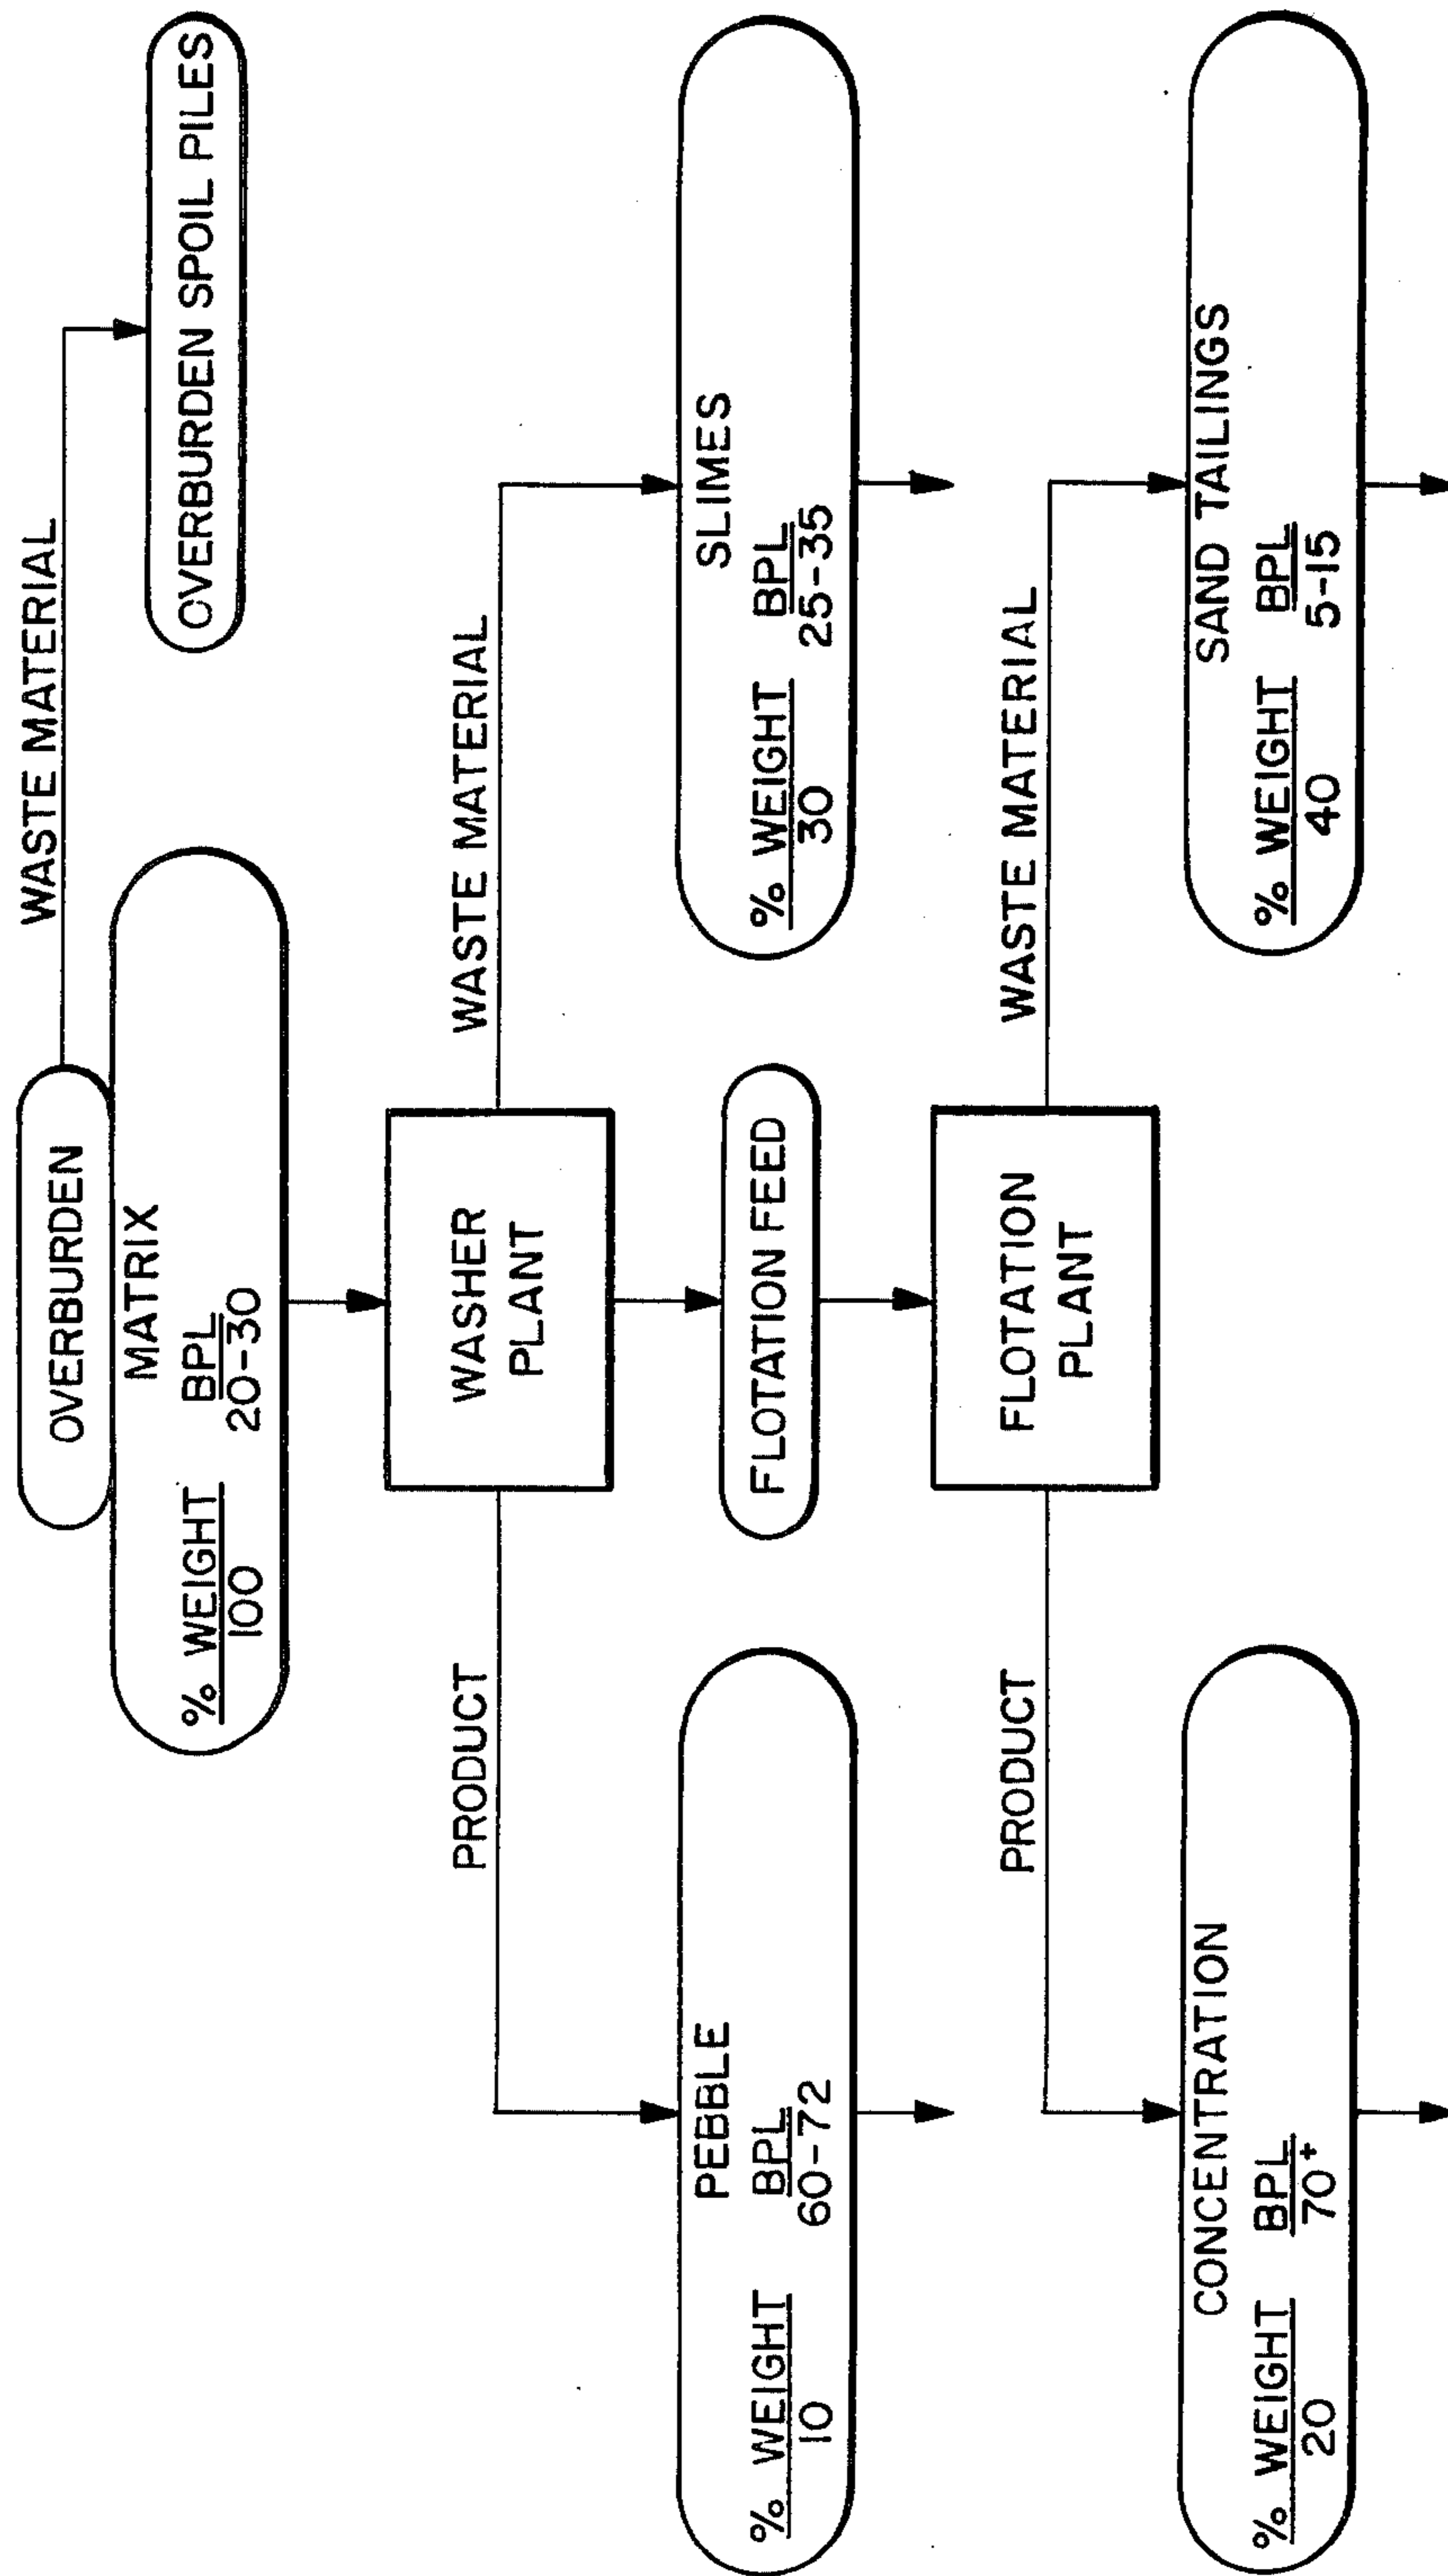 WASTE MATERIAL
OVERBURDEN
OVERBURDEN SPOIL PILES
MATRIX
% WEIGHT BPL
100 20-30
PRODUCT
WASHER
PLANT
WASTE MATERIAL
PEBBLE
% WEIGHT BPL
10 60-72
FLOTATION FEED
SLIMES
% WEIGHT BPL
30 25-35
PRODUCT
FLOTATION
PLANT
WASTE MATERIAL
CONCENTRATION
% WEIGHT BPL
20 70+
SAND TAILINGS
% WEIGHT BPL
40 5-15